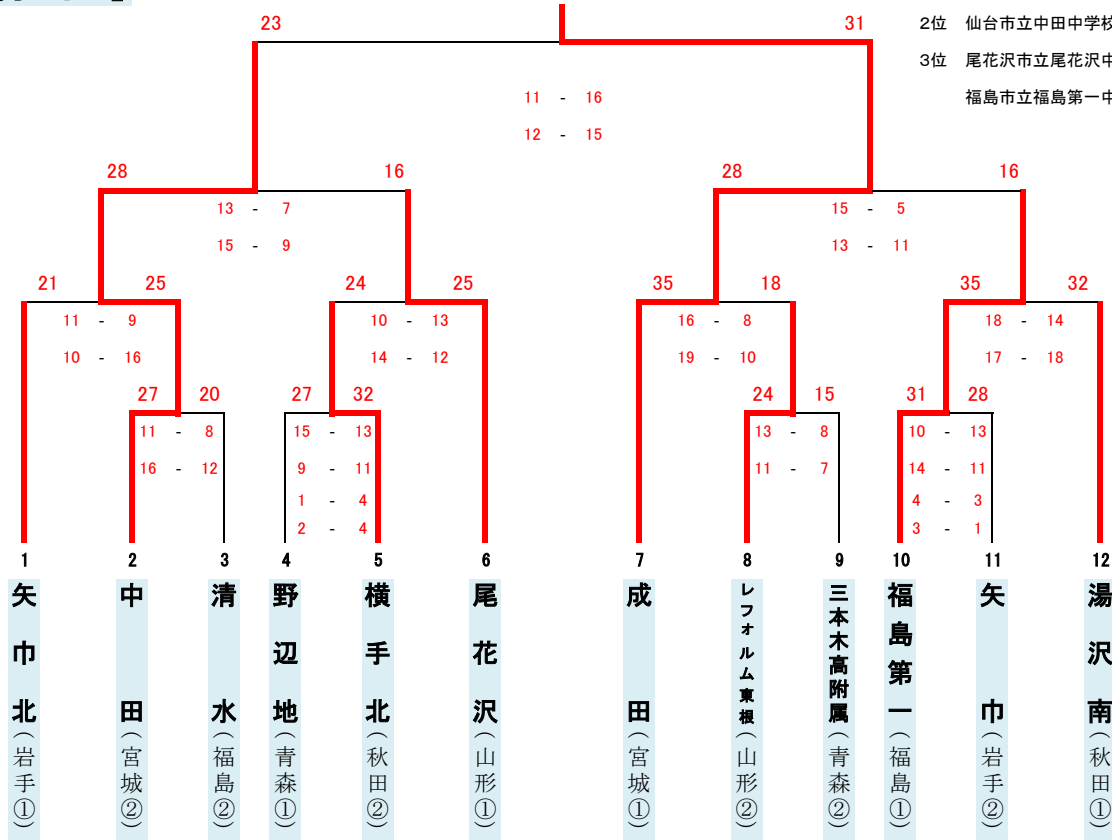 23 31
2位 仙台市立中田中学校
3位 尾花沢市立尾花沢中
福島市立福島第一中
11 - 16
12 - 15
28 16 28 16
13 - 7 15 - 5
15 - 9 13 - 11
21 25 24 25 35 18 35 32
11 - 9 10 - 13 16 - 8 18 - 14
10 - 16 14 - 12 19 - 10 17 - 18
27 20 27 32 24 15 31 28
11 - 8 15 - 13 13 - 8 10 - 13
16 - 12 9 - 11 11 - 7 14 - 11
1 - 4 4 - 3
2 - 4 3 - 1
1 2 3 4 5 6 7 8 9 10 11 12
矢巾北(岩手①)
中田(宮城②)
清水(福島②)
野辺地(青森①)
横手北(秋田②)
尾花沢(山形①)
成田(宮城①)
レフォルム東根(山形②)
三本木高附属(青森②)
福島第一(福島①)
矢巾(岩手②)
湯沢南(秋田①)